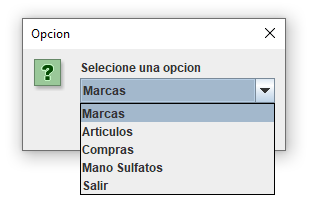 Opcion
Selecione una opcion
Marcas
Marcas
Articulos
Compras
Mano Sulfatos
Salir